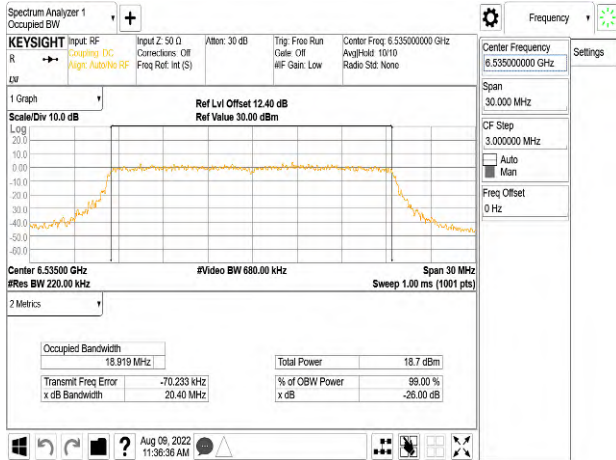 Spectrum Analyzer 1
Occupied BW
Frequency
KEYSIGHT
R
Input: RF
Coupling: DC
Align: Auto/No RF
Input Z: 50 Ω
Corrections: Off
Freq Ref: Int (S)
Atten: 30 dB
Trig: Free Run
Gate: Off
#IF Gain: Low
Center Freq: 6.535000000 GHz
Avg|Hold: 10/10
Radio Std: None
Center Frequency
6.535000000 GHz
Settings
Span
30.000 MHz
CF Step
3.000000 MHz
Auto
Man
Freq Offset
0 Hz
1 Graph
Scale/Div 10.0 dB
Ref Lvl Offset 12.40 dB
Ref Value 30.00 dBm
Log
20.0
10.0
0.00
-10.0
-20.0
-30.0
-40.0
-50.0
-60.0
Center 6.53500 GHz
#Video BW 680.00 kHz
Span 30 MHz
#Res BW 220.00 kHz
Sweep 1.00 ms (1001 pts)
2 Metrics
Occupied Bandwidth
18.919 MHz
Total Power
18.7 dBm
Transmit Freq Error
-70.233 kHz
% of OBW Power
99.00 %
x dB Bandwidth
20.40 MHz
x dB
-26.00 dB
?
Aug 09, 2022
11:36:36 AM